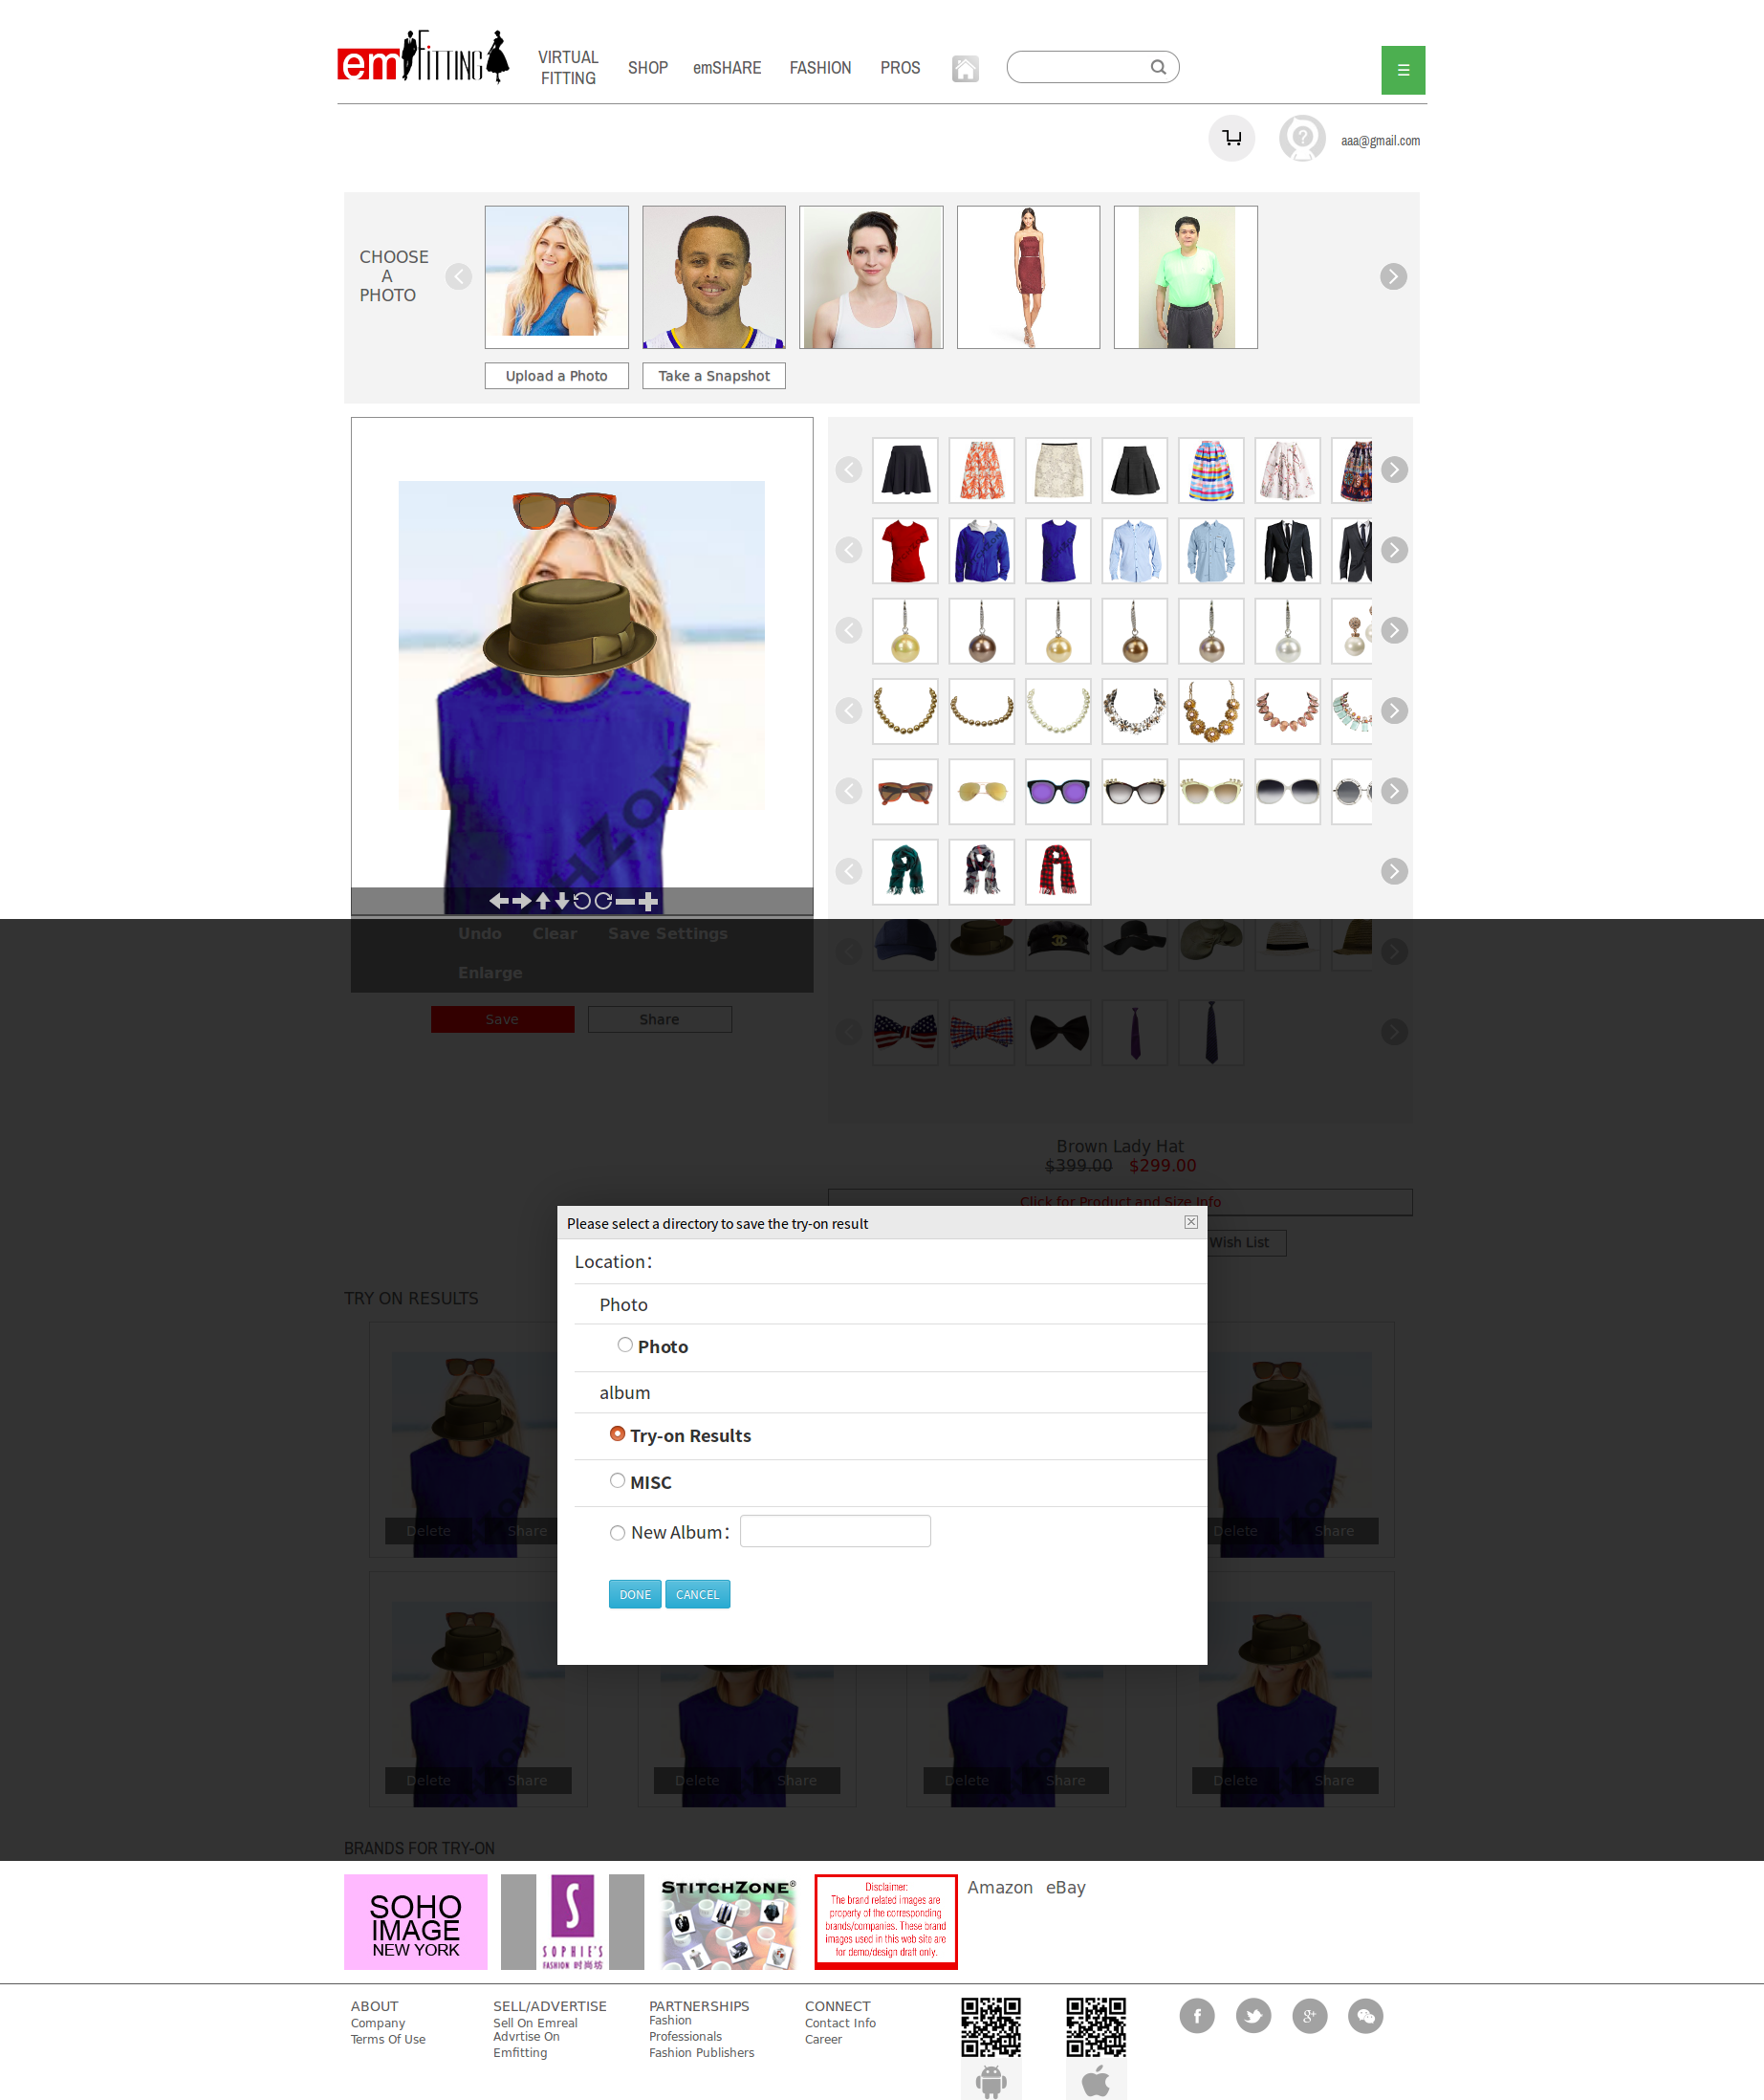 em FITTING
VIRTUAL
FITTING
SHOP
emSHARE
FASHION
PROS
aaa@gmail.com
CHOOSE
A
PHOTO
Upload a Photo
Take a Snapshot
HZON
Undo
Clear
Save Settings
Enlarge
Save
Share
Brown Lady Hat
$399.00 $299.00
Click for Product and Size Info
Wish List
Please select a directory to save the try-on result
Location：
Photo
Photo
album
Try-on Results
MISC
New Album：
DONE
CANCEL
TRY ON RESULTS
Delete
Share
Delete
Share
Delete
Share
Delete
Share
Delete
Share
Delete
Share
BRANDS FOR TRY-ON
SOHO
IMAGE
NEW YORK
S
SOPHIE'S
FASHION 时尚坊
STITCHZONE®
Disclaimer:
The brand related images are
property of the corresponding
brands/companies. These brand
images used in this web site are
for demo/design draft only.
Amazon
eBay
ABOUT
Company
Terms Of Use
SELL/ADVERTISE
Sell On Emreal
Advrtise On
Emfitting
PARTNERSHIPS
Fashion
Professionals
Fashion Publishers
CONNECT
Contact Info
Career